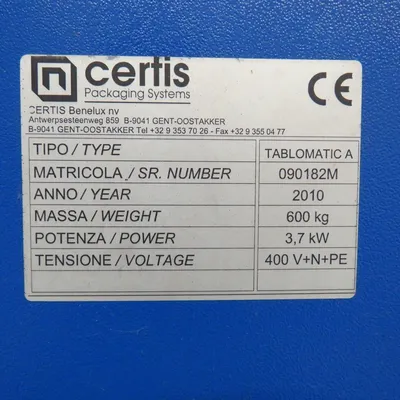 n certis
Packaging Systems
CE
CERTIS Benelux nv
Antwerpsesteenweg 859 B-9041 GENT-OOSTAKKER
B-9041 GENT-OOSTAKKER Tel +32 9 353 70 26 - Fax +32 9 355 04 77
TIPO / TYPE TABLOMATIC A
MATRICOLA / SR. NUMBER 090182M
ANNO / YEAR 2010
MASSA / WEIGHT 600 kg
POTENZA / POWER 3,7 kW
TENSIONE / VOLTAGE 400 V+N+PE